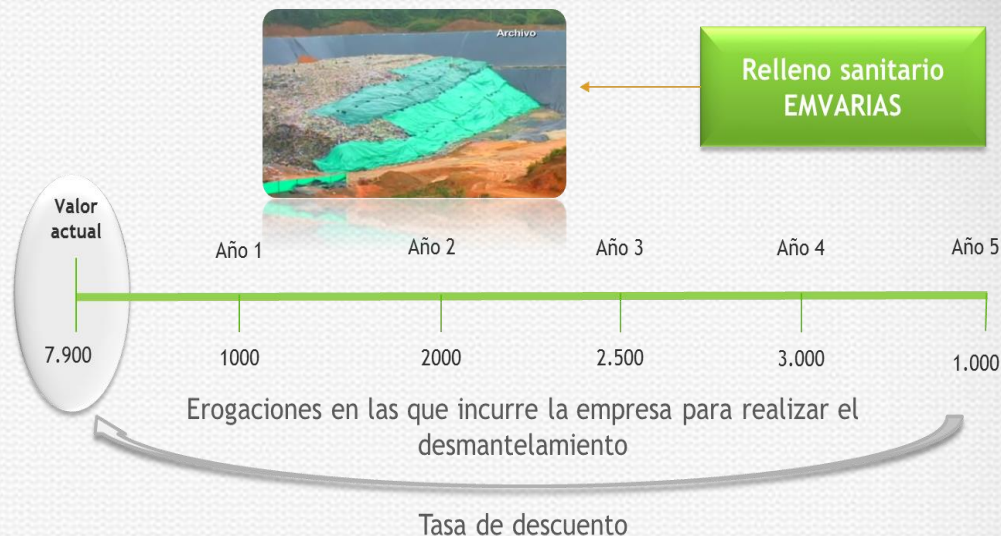 Archivo
Relleno sanitario
EMVARIAS
Valor
actual
Año 1
Año 2
Año 3
Año 4
Año 5
7.900
1000
2000
2.500
3.000
1.000
Erogaciones en las que incurre la empresa para realizar el
desmantelamiento
Tasa de descuento